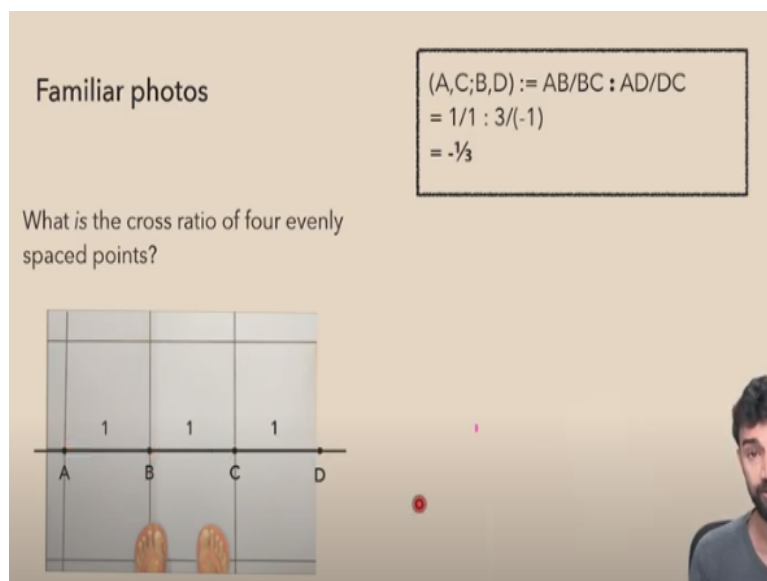 Familiar photos
(A,C;B,D) := AB/BC : AD/DC
= 1/1 : 3/(-1)
= -⅓
What is the cross ratio of four evenly
spaced points?
1 1 1
A B C D